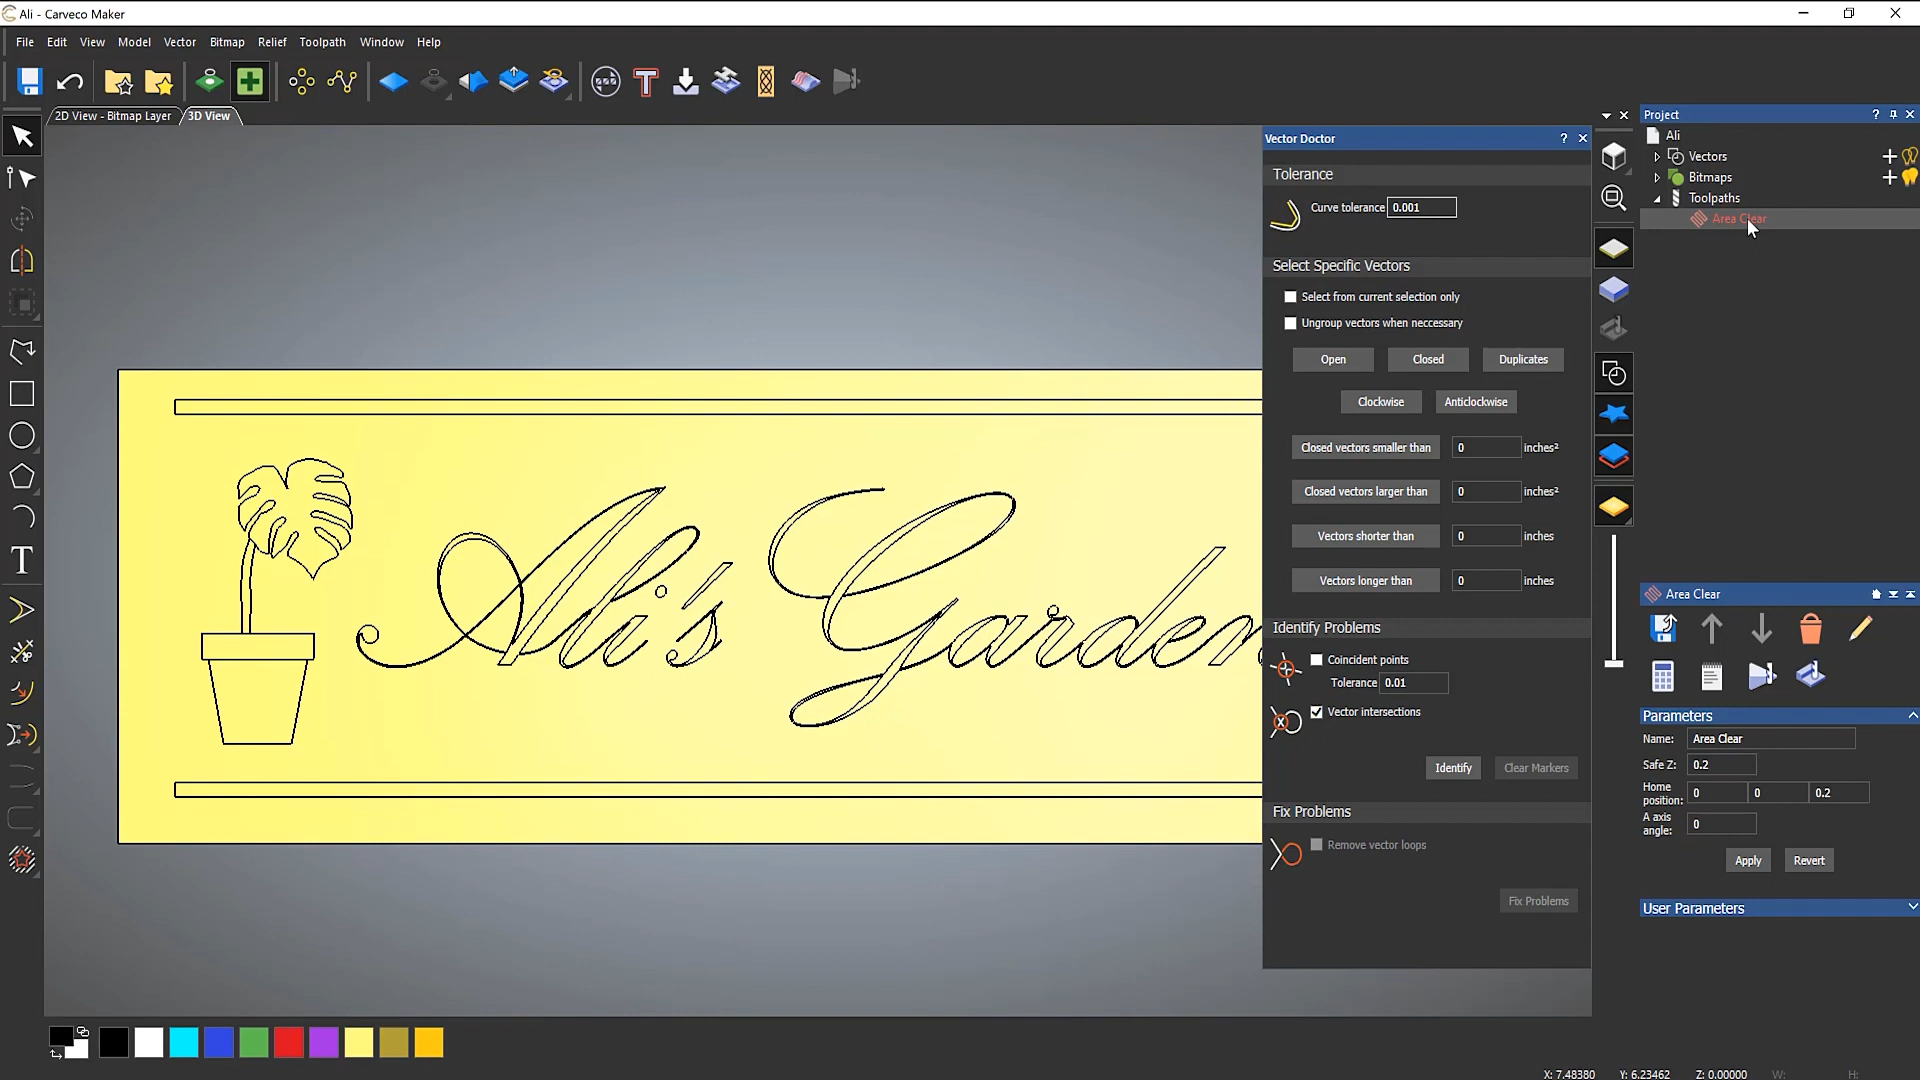 Ali - Carveco Maker
File Edit View Model Vector Bitmap Relief Toolpath Window Help
2D View - Bitmap Layer 3D View
Vector Doctor ?
Tolerance
Curve tolerance 0.001
Select Specific Vectors
Select from current selection only
Ungroup vectors when neccessary
Open Closed Duplicates
Clockwise Anticlockwise
Closed vectors smaller than 0 inches²
Closed vectors larger than 0 inches²
Vectors shorter than 0 inches
Vectors longer than 0 inches
Identify Problems
Coincident points
Tolerance 0.01
Vector intersections
Identify Clear Markers
Fix Problems
Remove vector loops
Fix Problems
Ali's Garden
Project ?
Ali
Vectors
Bitmaps
Toolpaths
Area Clear
Area Clear
Parameters
Name: Area Clear
Safe Z: 0.2
Home position: 0 0 0.2
A axis angle: 0
Apply Revert
User Parameters
X: 7.48380 Y: 6.23462 Z: 0.00000 W: H: